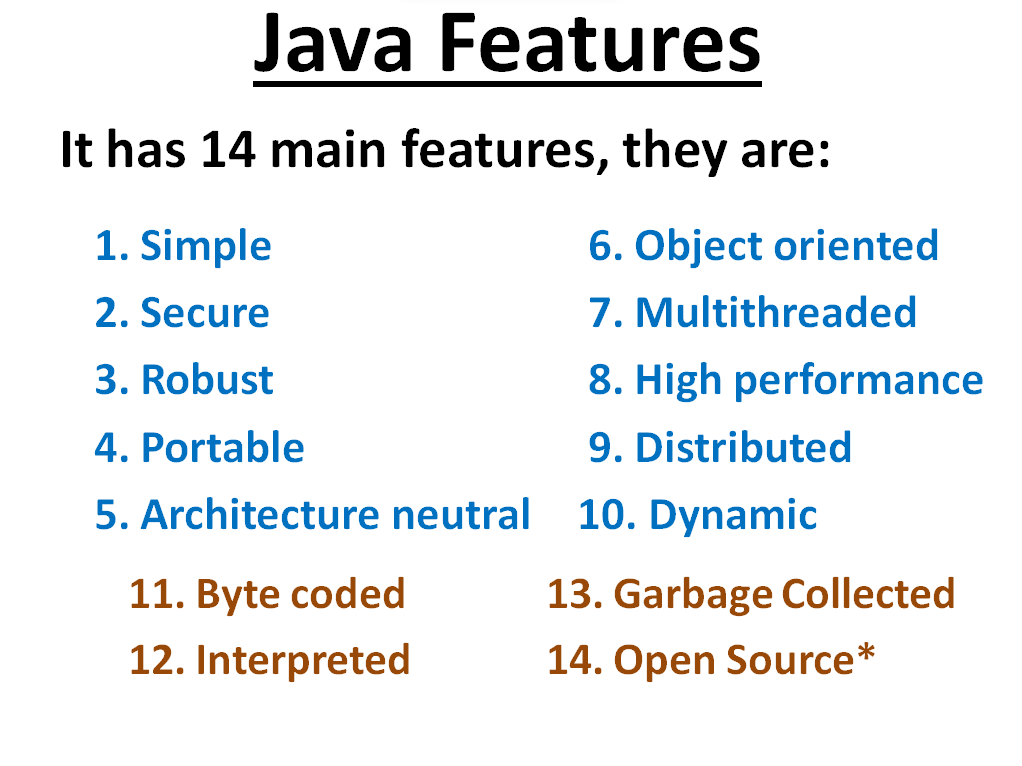 Java Features
It has 14 main features, they are:
1. Simple
2. Secure
3. Robust
4. Portable
5. Architecture neutral
6. Object oriented
7. Multithreaded
8. High performance
9. Distributed
10. Dynamic
11. Byte coded
12. Interpreted
13. Garbage Collected
14. Open Source*